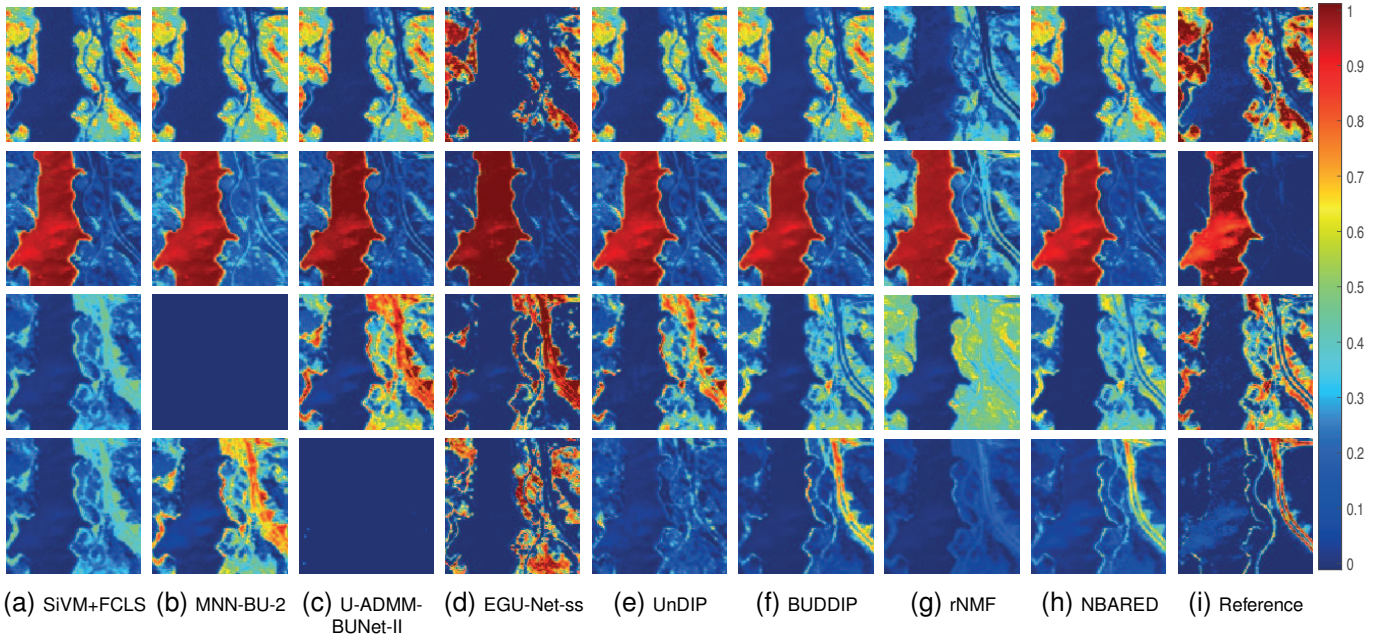 1
0.9
0.8
0.7
0.6
0.5
0.4
0.3
0.2
0.1
0
(a) SiVM+FCLS
(b) MNN-BU-2
(c) U-ADMM-
BUNet-II
(d) EGU-Net-ss
(e) UnDIP
(f) BUDDIP
(g) rNMF
(h) NBARED
(i) Reference